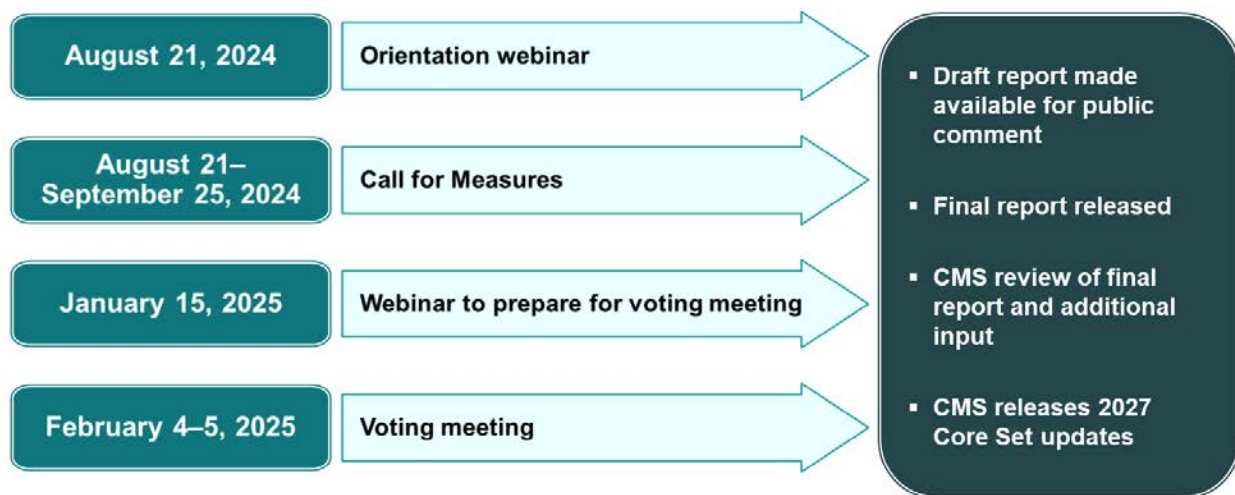 August 21, 2024
Orientation webinar
August 21–
September 25, 2024
Call for Measures
January 15, 2025
Webinar to prepare for voting meeting
February 4–5, 2025
Voting meeting
▪ Draft report made
available for public
comment
▪ Final report released
▪ CMS review of final
report and additional
input
▪ CMS releases 2027
Core Set updates